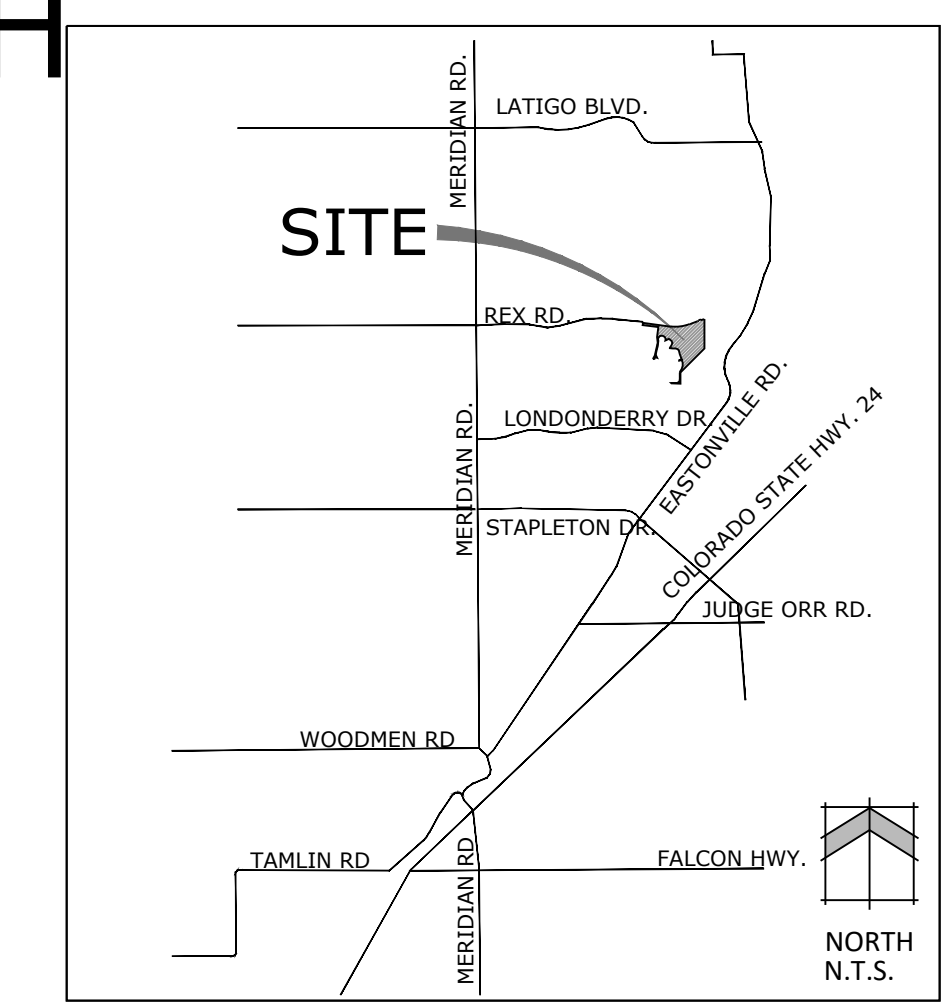 MERIDIAN RD.
LATIGO BLVD.
SITE
REX RD.
LONDONDERRY DR.
EASTONVILLE RD.
COLORADO STATE HWY. 24
MERIDIAN RD.
STAPLETON DR.
JUDGE ORR RD.
WOODMEN RD
TAMLIN RD
MERIDIAN RD
FALCON HWY.
NORTH
N.T.S.